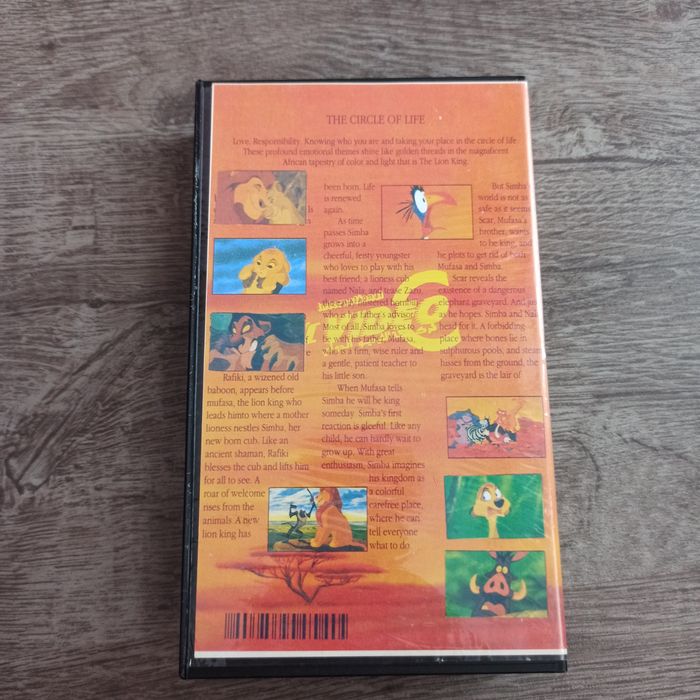 THE CIRCLE OF LIFE
Love. Responsibility. Knowing who you are and taking your place in the circle of life
These profound emotional themes shine like golden threads in the magnificent
African tapestry of color and light that is The Lion King.
Rafiki, a wizened old
baboon, appears before
mufasa, the lion king who
leads himto where a mother
lioness nestles Simba, her
new born cub. Like an
ancient shaman, Rafiki
blesses the cub and lifts him
for all to see. A
roar of welcome
rises from the
animals. A new
lion king has
been born. Life
is renewed
again.
As time
passes Simba
grows into a
cheerful, feisty youngster
who loves to play with his
best friend: a lioness cub
named Nala, and tease Zazu,
the easily flustered hornbill
who is his father's advisor.
Most of all, Simba loves to
be with his father, Mufasa,
who is a firm, wise ruler and
a gentle, patient teacher to
his little son.
When Mufasa tells
Simba he will be king
someday. Simba's first
reaction is gleeful. Like any
child, he can hardly wait to
grow up. With great
enthusiasm, Simba imagines
his kingdom as
a colorful
carefree place,
where he can
tell everyone
what to do
But Simba's
world is not as
safe as it seems
Scar, Mufasa's
brother, wants
to be king, and
he plots to get rid of both
Mufasa and Simba.
Scar reveals the
existence of a dangerous
elephant graveyard. And just
as he hopes. Simba and Nala
for it. A forbidding
place where bones lie in
sulphurous pools, and steam
hisses from the ground, the
graveyard is the lair of